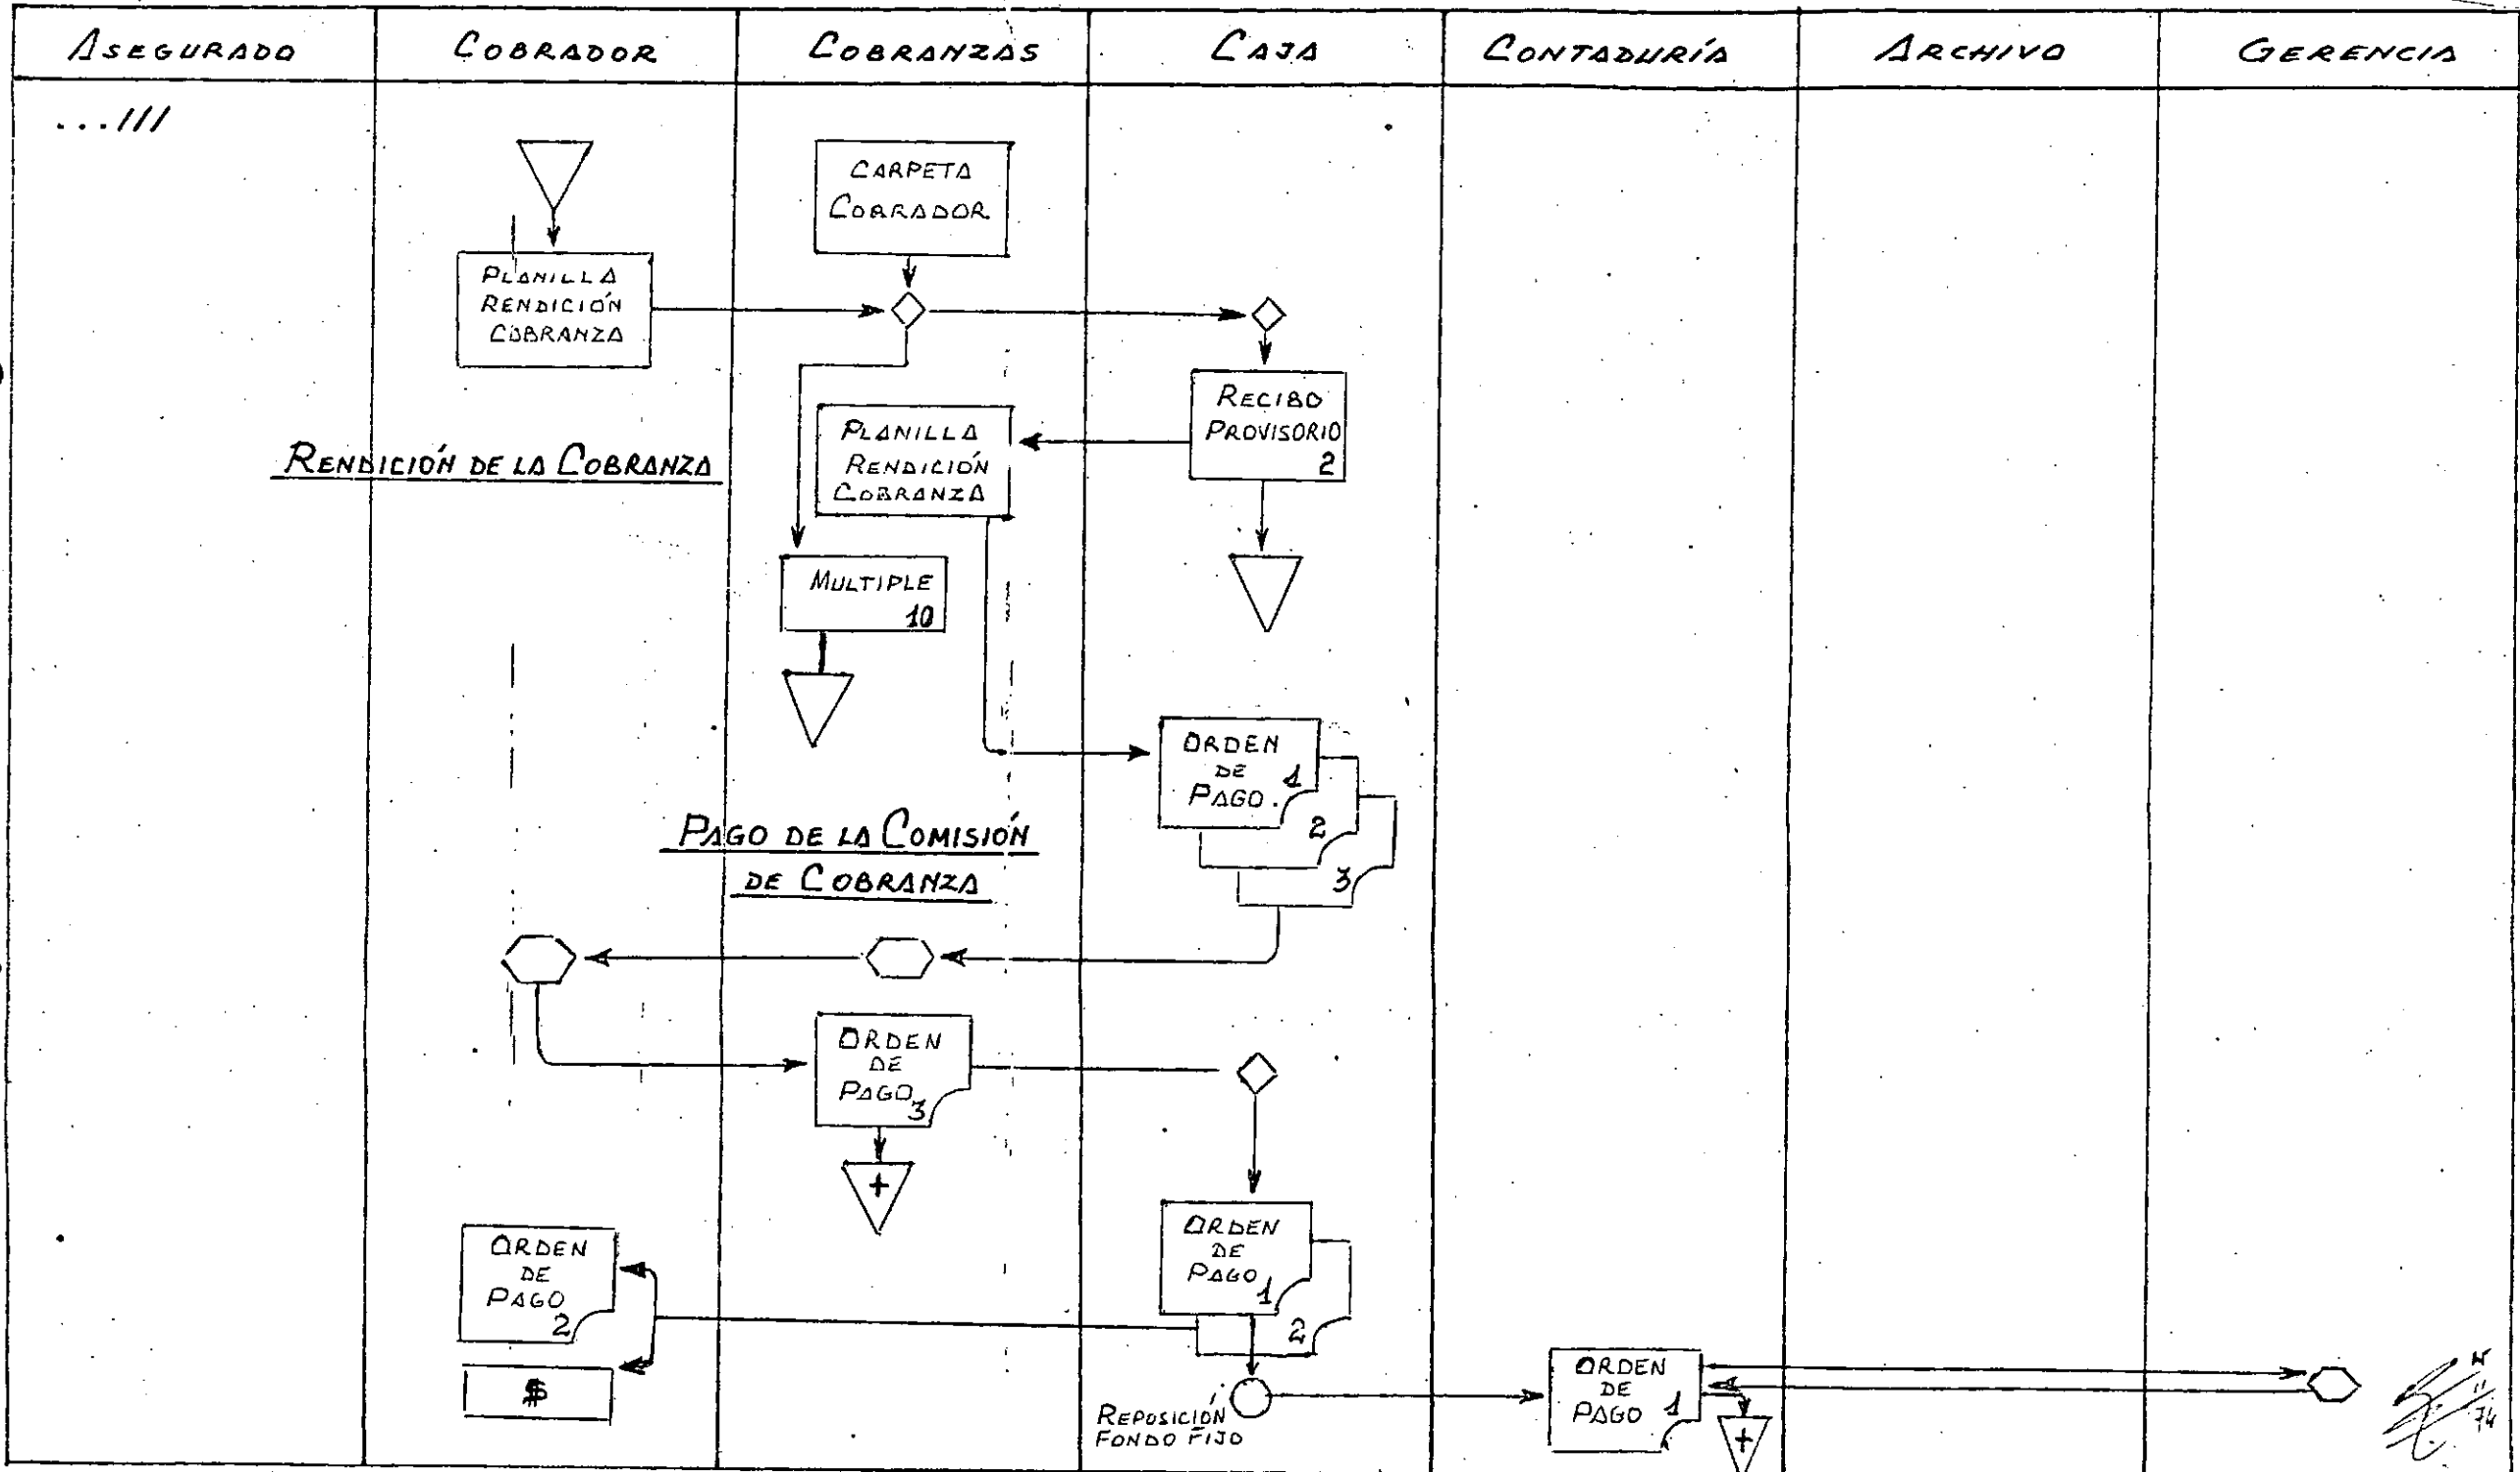 ASEGURADO
COBRADOR
COBRANZAS
CAJA
CONTADURÍA
ARCHIVO
GERENCIA
...///
CARPETA
COBRADOR
PLANILLA
RENDICIÓN
COBRANZA
RECIBO
PROVISORIO
2
PLANILLA
RENDICIÓN
COBRANZA
RENDICIÓN DE LA COBRANZA
MULTIPLE
10
ORDEN
DE
PAGO. 1
2
3
PAGO DE LA COMISIÓN
DE COBRANZA
ORDEN
DE
PAGO 3
+
ORDEN
DE
PAGO 1
2
ORDEN
DE
PAGO
2
$
REPOSICIÓN
FONDO FIJO
ORDEN
DE
PAGO 1
+
11
74